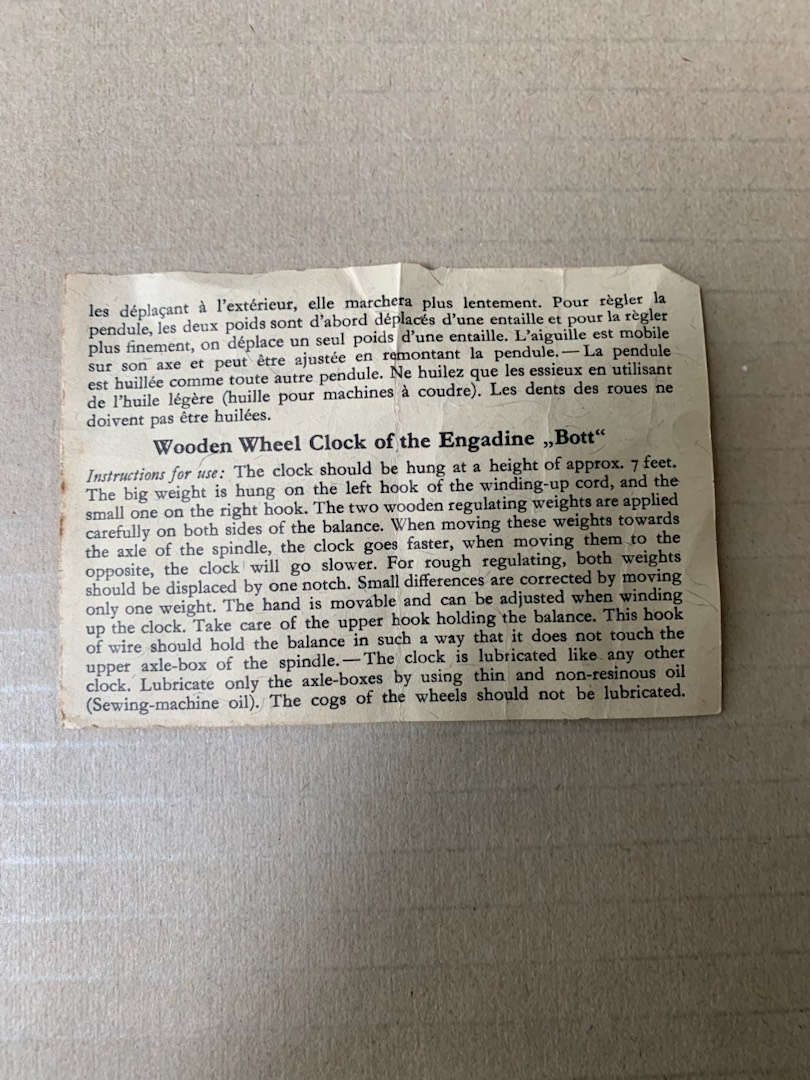 les déplaçant à l'extérieur, elle marchera plus lentement. Pour règler la
pendule, les deux poids sont d'abord déplacés d'une entaille et pour la règler
plus finement, on déplace un seul poids d'une entaille. L'aiguille est mobile
sur son axe et peut être ajustée en remontant la pendule. — La pendule
est huillée comme toute autre pendule. Ne huilez que les essieux en utilisant
de l'huile légère (huille pour machines à coudre). Les dents des roues ne
doivent pas être huilées.
Wooden Wheel Clock of the Engadine „Bott“
Instructions for use: The clock should be hung at a height of approx. 7 feet.
The big weight is hung on the left hook of the winding-up cord, and the
small one on the right hook. The two wooden regulating weights are applied
carefully on both sides of the balance. When moving these weights towards
the axle of the spindle, the clock goes faster, when moving them to the
opposite, the clock will go slower. For rough regulating, both weights
should be displaced by one notch. Small differences are corrected by moving
only one weight. The hand is movable and can be adjusted when winding
up the clock. Take care of the upper hook holding the balance. This hook
of wire should hold the balance in such a way that it does not touch the
upper axle-box of the spindle. — The clock is lubricated like any other
clock. Lubricate only the axle-boxes by using thin and non-resinous oil
(Sewing-machine oil). The cogs of the wheels should not be lubricated.